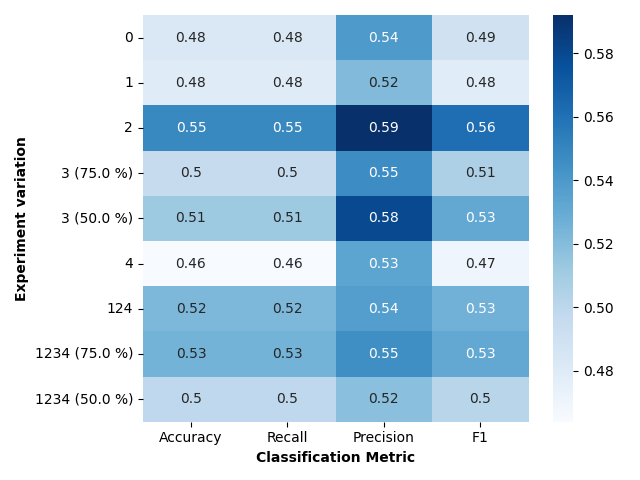 0 0.48 0.48 0.54 0.49
1 0.48 0.48 0.52 0.48
2 0.55 0.55 0.59 0.56
3 (75.0 %) 0.5 0.5 0.55 0.51
3 (50.0 %) 0.51 0.51 0.58 0.53
4 0.46 0.46 0.53 0.47
124 0.52 0.52 0.54 0.53
1234 (75.0 %) 0.53 0.53 0.55 0.53
1234 (50.0 %) 0.5 0.5 0.52 0.5
Accuracy Recall Precision F1
Classification Metric
Experiment variation
0.58
0.56
0.54
0.52
0.50
0.48